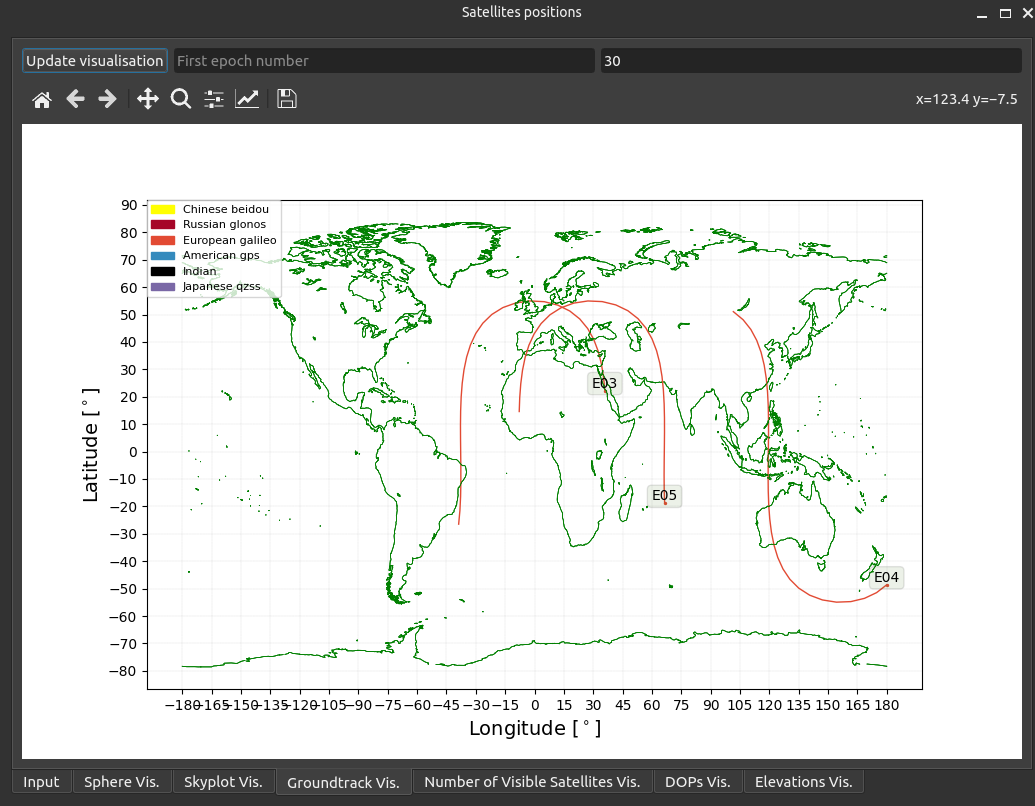 Satellites positions
Update visualisation First epoch number 30
x=123.4 y=−7.5
Chinese beidou
Russian glonos
European galileo
American gps
Indian
Japanese qzss
90
80
70
60
50
40
30
20
10
0
−10
−20
−30
−40
−50
−60
−70
−80
Latitude [°]
E03
E05
E04
−180 −165 −150 −135 −120 −105 −90 −75 −60 −45 −30 −15 0 15 30 45 60 75 90 105 120 135 150 165 180
Longitude [°]
Input Sphere Vis. Skyplot Vis. Groundtrack Vis. Number of Visible Satellites Vis. DOPs Vis. Elevations Vis.